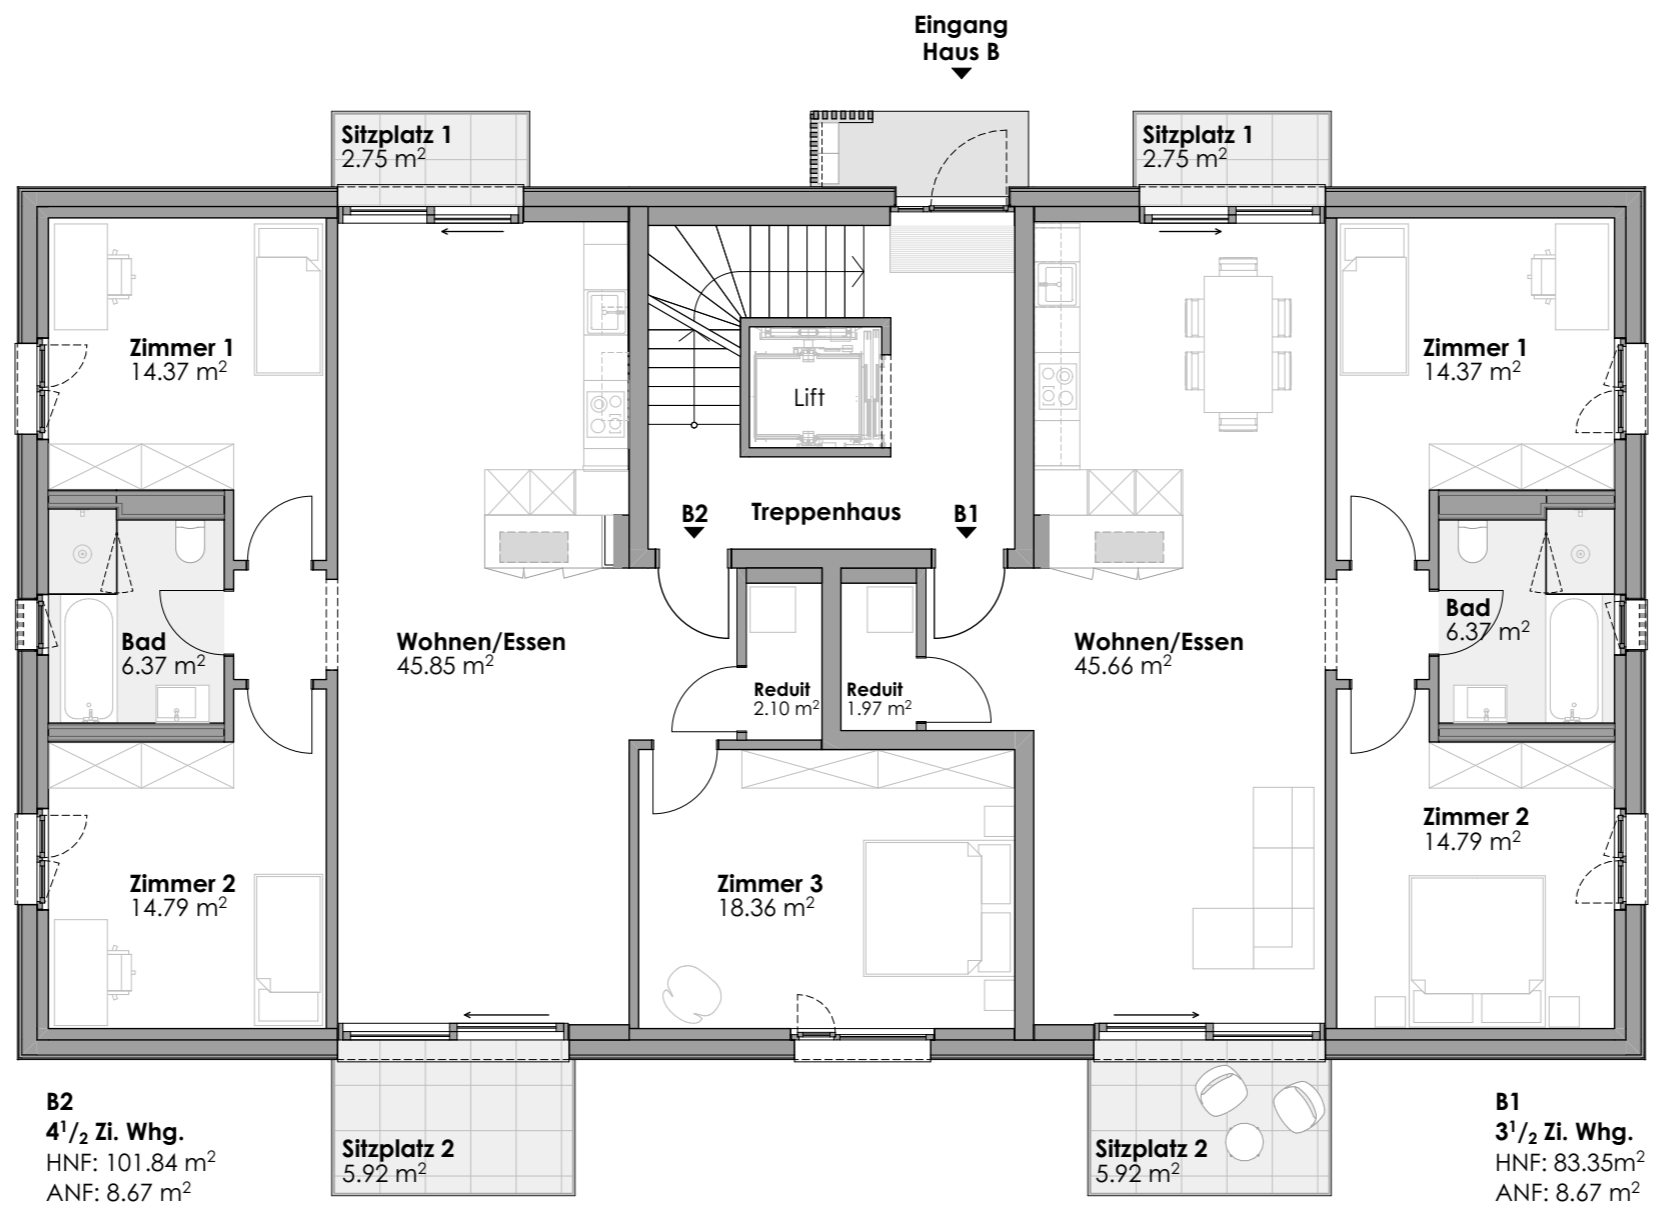 Eingang
Haus B
Sitzplatz 1
2.75 m²
Sitzplatz 1
2.75 m²
Zimmer 1
14.37 m²
Lift
Zimmer 1
14.37 m²
B2
Treppenhaus
B1
Bad
6.37 m²
Wohnen/Essen
45.85 m²
Wohnen/Essen
45.66 m²
Bad
6.37 m²
Reduit
2.10 m²
Reduit
1.97 m²
Zimmer 2
14.79 m²
Zimmer 3
18.36 m²
Zimmer 2
14.79 m²
Sitzplatz 2
5.92 m²
Sitzplatz 2
5.92 m²
B2
4¹/₂ Zi. Whg.
HNF: 101.84 m²
ANF: 8.67 m²
B1
3¹/₂ Zi. Whg.
HNF: 83.35m²
ANF: 8.67 m²